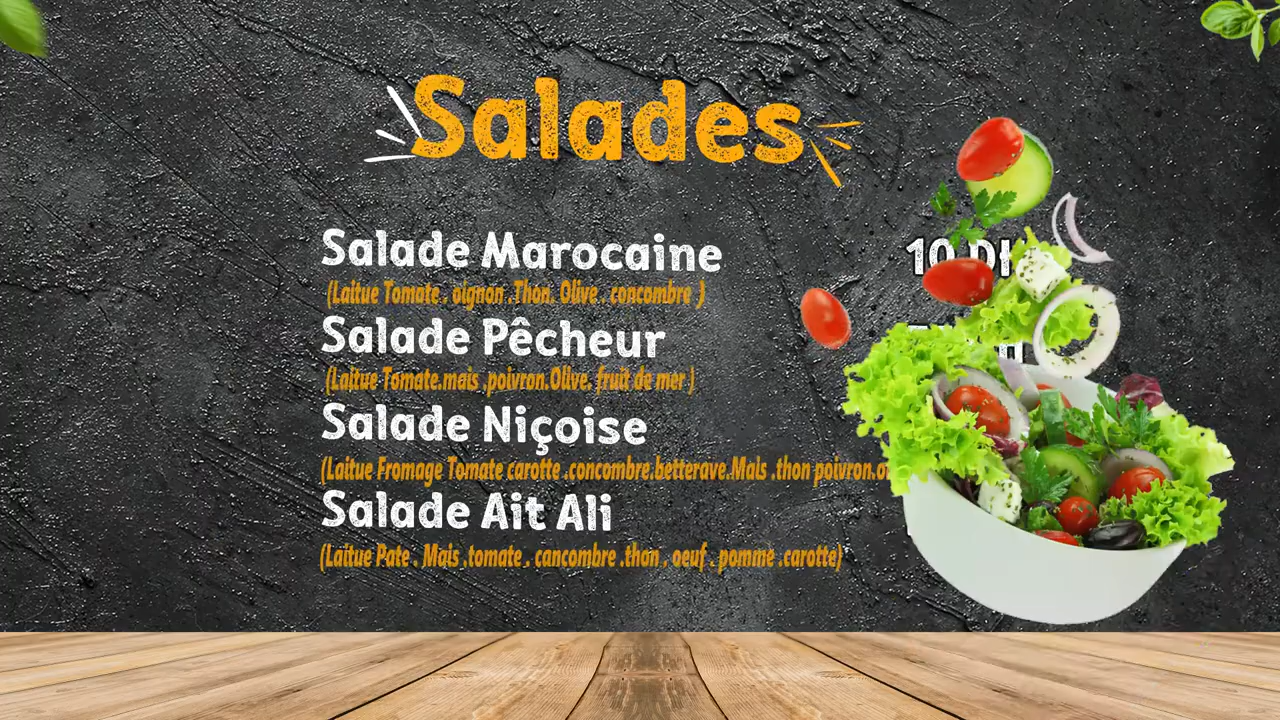 Salades
Salade Marocaine 10 DH
(Laitue Tomate . oignon .Thon. Olive . concombre )
Salade Pêcheur
(Laitue Tomate.mais .poivron.Olive. fruit de mer )
Salade Niçoise
(Laitue Fromage Tomate carotte .concombre.betterave.Mais .thon poivron.
Salade Ait Ali
(Laitue Pate . Mais .tomate . cancombre .thon . oeuf . pomme .carotte)